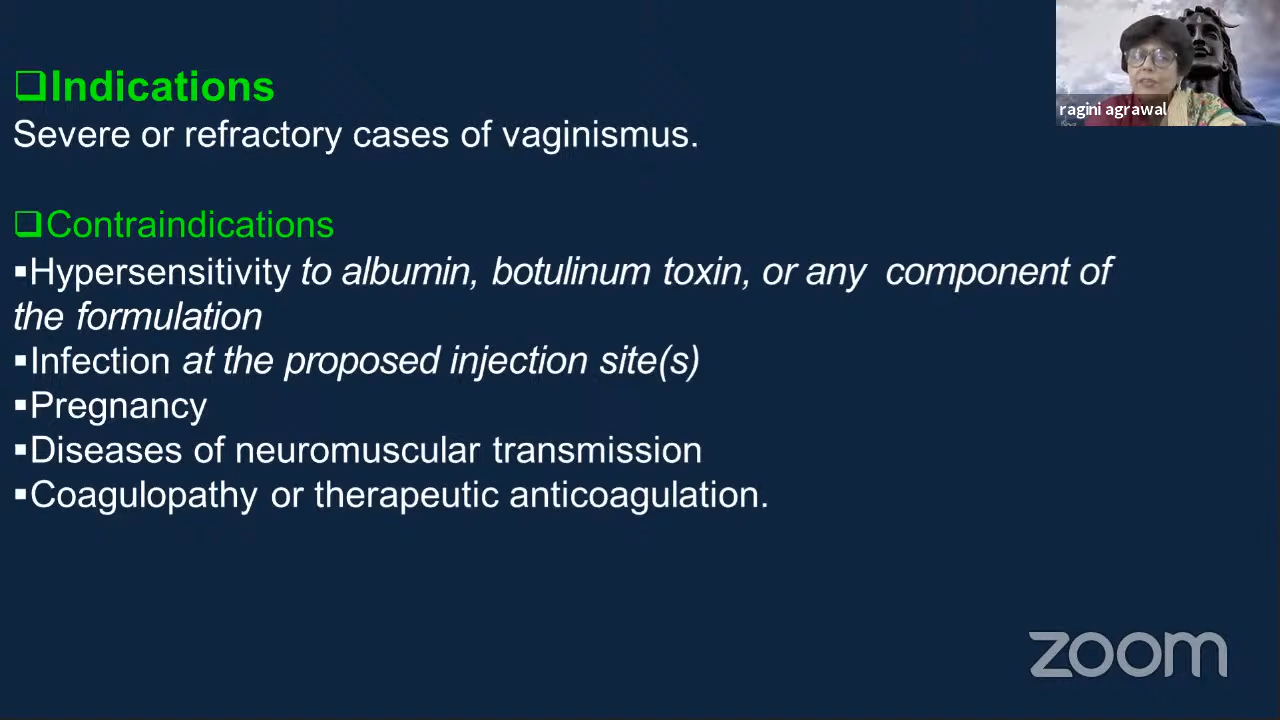 ❑Indications
Severe or refractory cases of vaginismus.
❑Contraindications
▪Hypersensitivity to albumin, botulinum toxin, or any component of
the formulation
▪Infection at the proposed injection site(s)
▪Pregnancy
▪Diseases of neuromuscular transmission
▪Coagulopathy or therapeutic anticoagulation.
ragini agrawal
zoom